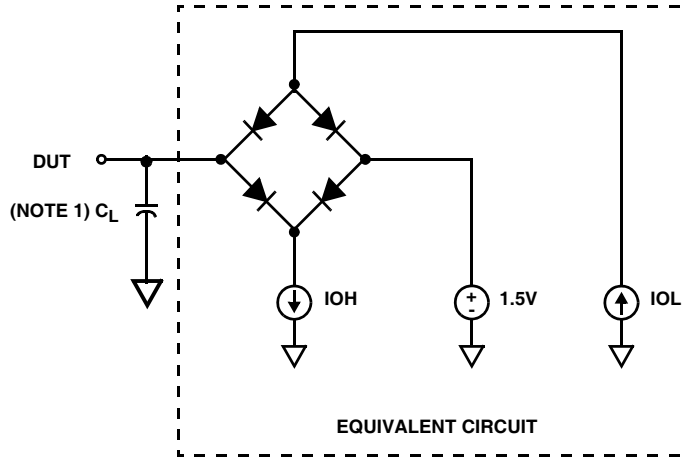 DUT
(NOTE 1) CL
IOH
+
-
1.5V
IOL
EQUIVALENT CIRCUIT